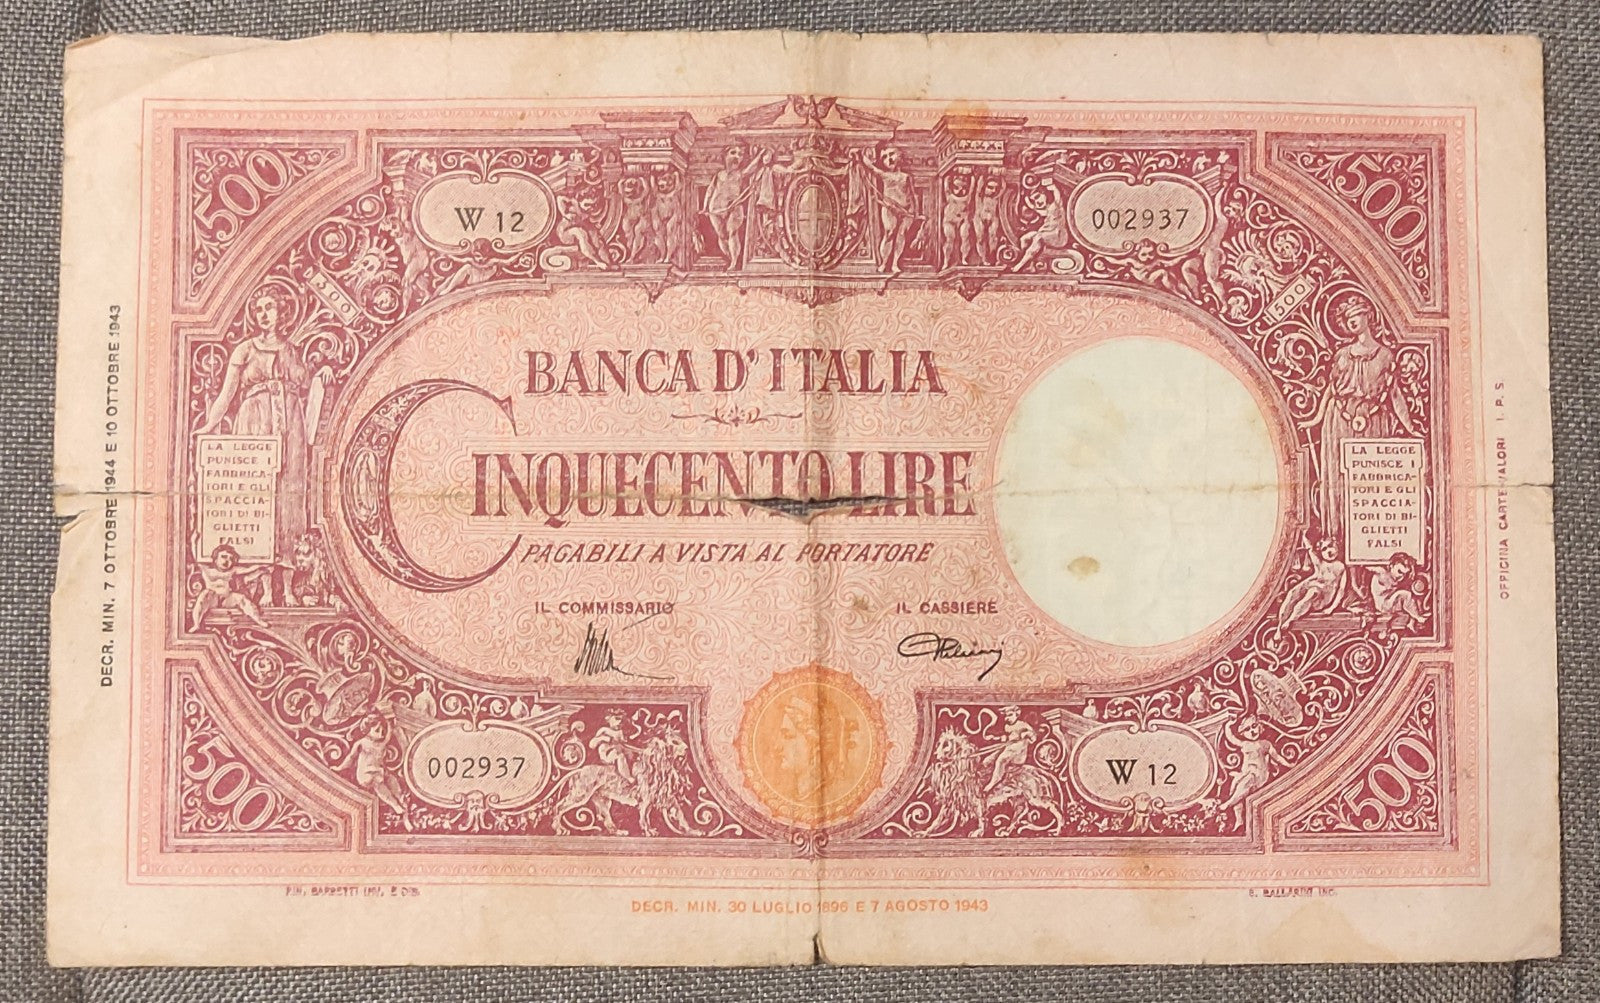 500
500
W 12
002937
500
500
BANCA D'ITALIA
CINQUECENTO LIRE
PAGABILI A VISTA AL PORTATORE
IL COMMISSARIO
IL CASSIERE
LA LEGGE
PUNISCE I
FABBRICA-
TORI E GLI
SPACCIA-
TORI DI BI-
GLIETTI
FALSI
LA LEGGE
PUNISCE I
FABBRICA-
TORI E GLI
SPACCIA-
TORI DI BI-
GLIETTI
FALSI
DECR. MIN. 7 OTTOBRE 1944 E 10 OTTOBRE 1943
OFFICINA CARTE-VALORI I. P. S.
002937
W 12
500
500
DECR. MIN. 30 LUGLIO 1896 E 7 AGOSTO 1943